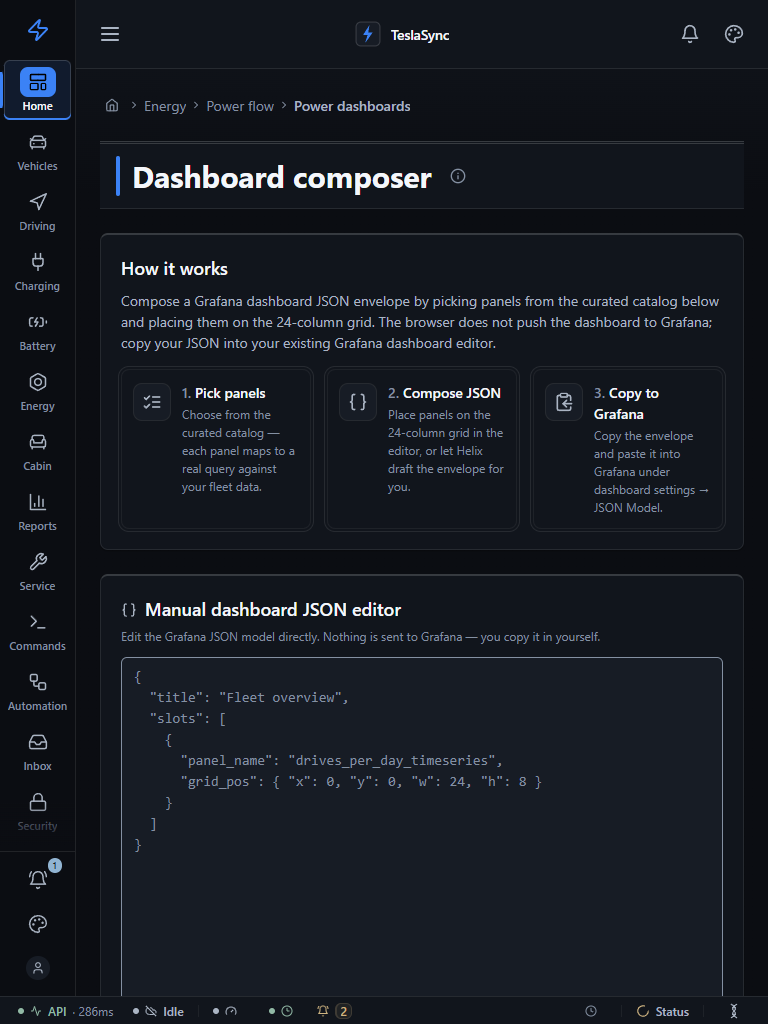 TeslaSync
Home
Vehicles
Driving
Charging
Battery
Energy
Cabin
Reports
Service
Commands
Automation
Inbox
Security
1
Energy > Power flow > Power dashboards
Dashboard composer
How it works
Compose a Grafana dashboard JSON envelope by picking panels from the curated catalog below
and placing them on the 24-column grid. The browser does not push the dashboard to Grafana;
copy your JSON into your existing Grafana dashboard editor.
1. Pick panels
Choose from the
curated catalog —
each panel maps to a
real query against
your fleet data.
2. Compose JSON
Place panels on the
24-column grid in the
editor, or let Helix
draft the envelope for
you.
3. Copy to
Grafana
Copy the envelope
and paste it into
Grafana under
dashboard settings →
JSON Model.
{ } Manual dashboard JSON editor
Edit the Grafana JSON model directly. Nothing is sent to Grafana — you copy it in yourself.
{
  "title": "Fleet overview",
  "slots": [
    {
      "panel_name": "drives_per_day_timeseries",
      "grid_pos": { "x": 0, "y": 0, "w": 24, "h": 8 }
    }
  ]
}
API · 286ms
Idle
2
Status